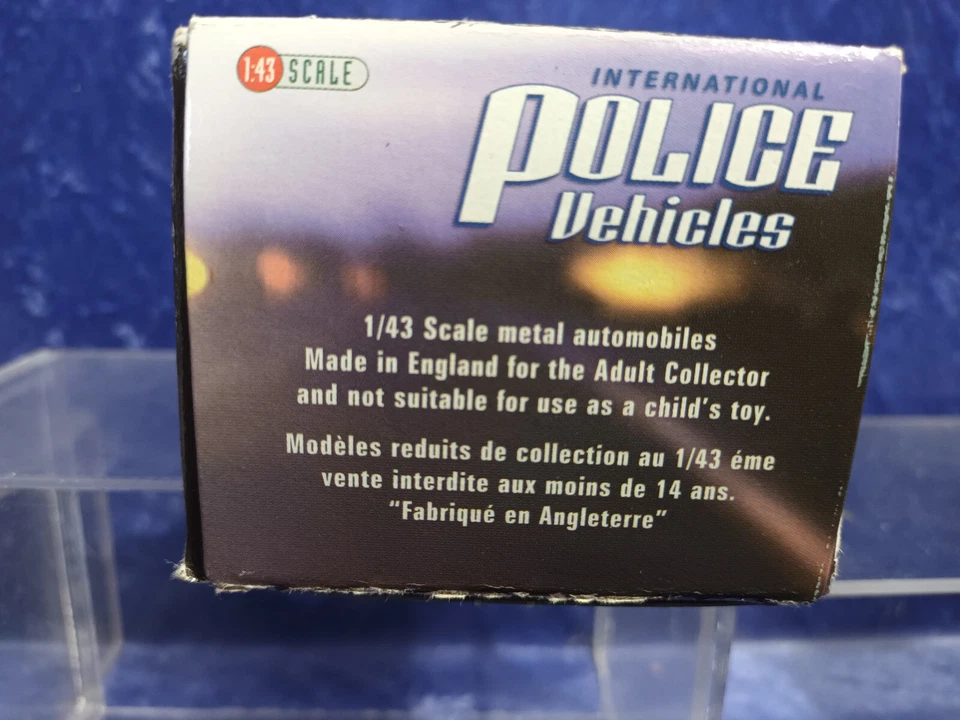 1:43 SCALE
INTERNATIONAL
POLICE
Vehicles
1/43 Scale metal automobiles
Made in England for the Adult Collector
and not suitable for use as a child's toy.
Modèles reduits de collection au 1/43 éme
vente interdite aux moins de 14 ans.
"Fabriqué en Angleterre"